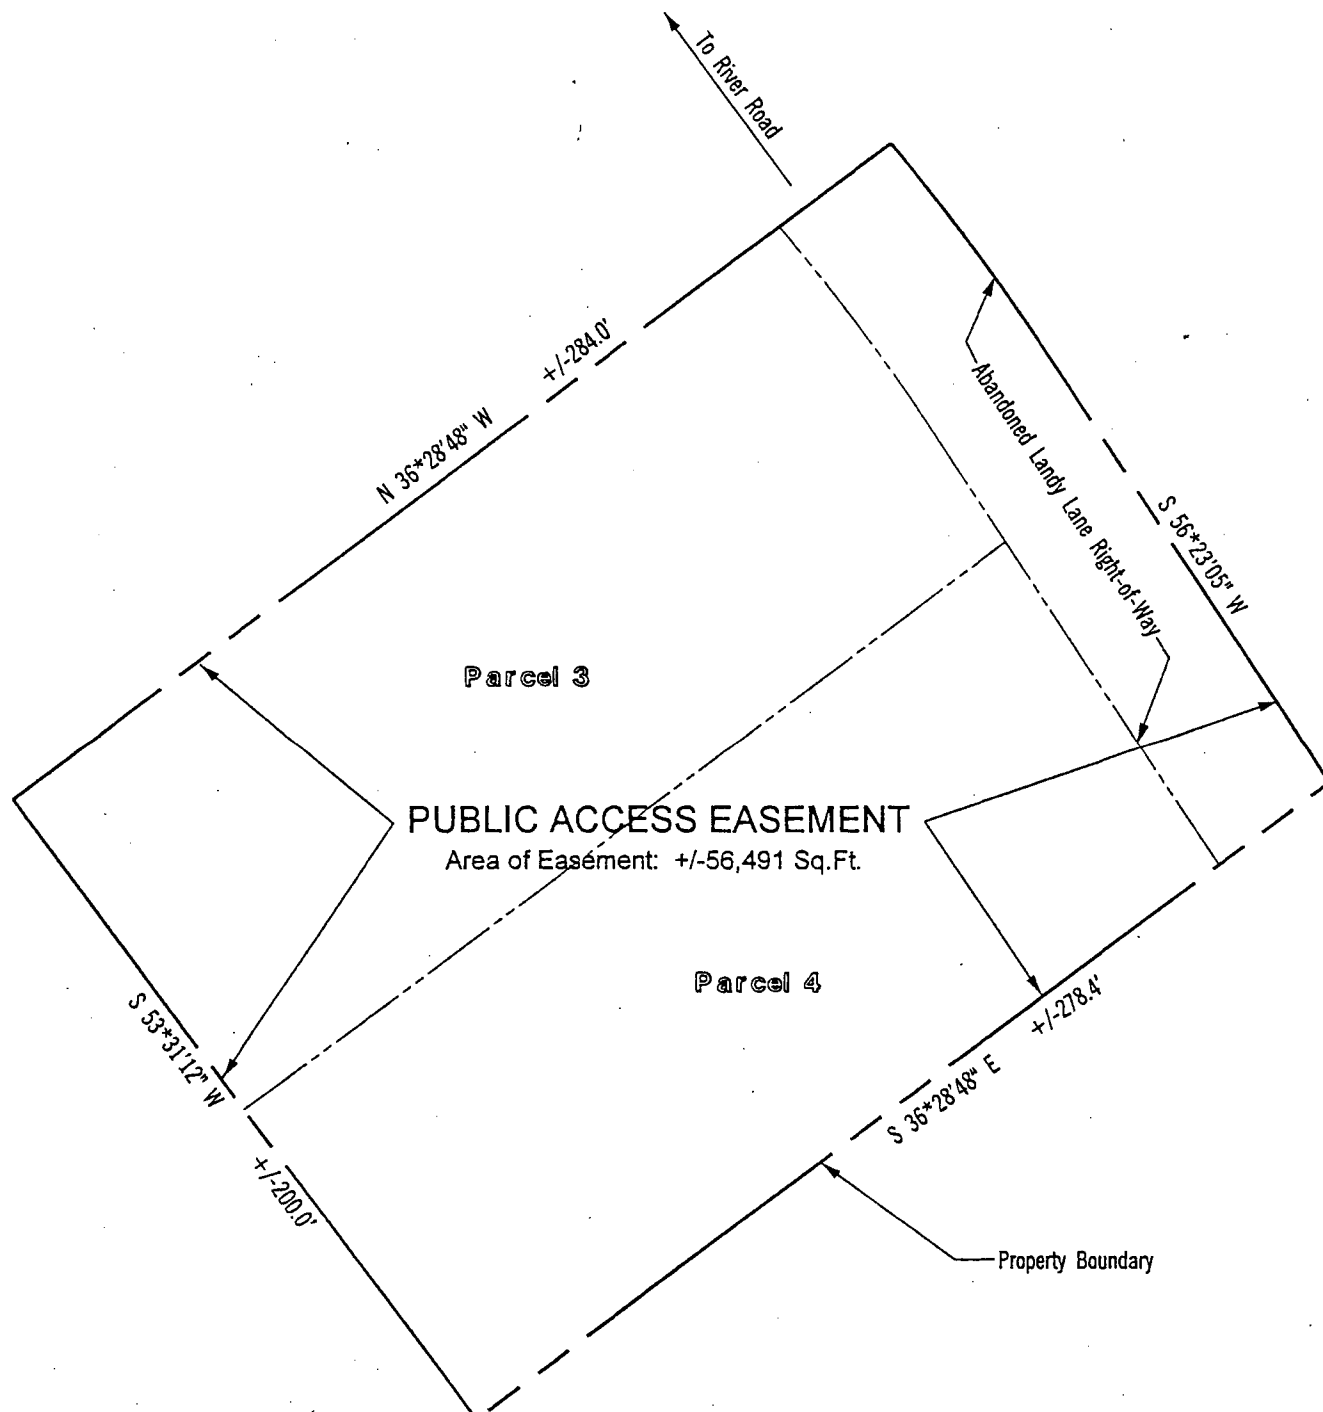 To River Road
+/-284.0'
N 36*28'48" W
Abandoned Landy Lane Right-of-Way
S 56*23'05" W
Parcel 3
PUBLIC ACCESS EASEMENT
Area of Easement: +/-56,491 Sq.Ft.
Parcel 4
S 53*31'12" W
+/-200.0'
+/-278.4'
S 36*28'48" E
Property Boundary